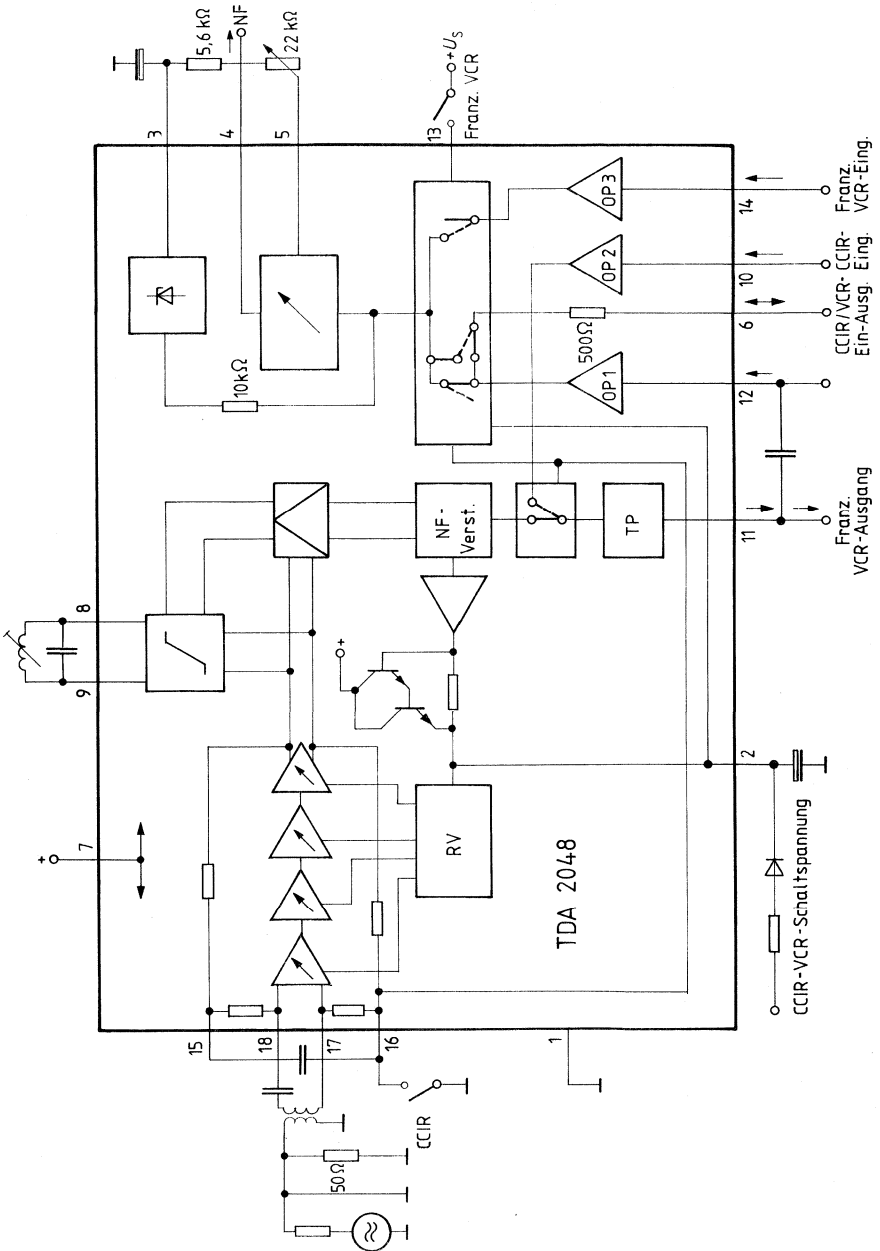 NF
5,6 kΩ
22 kΩ
3
4
5
+U_S
Franz. VCR
13
10kΩ
OP3
OP2
500Ω
OP1
14
10
6
12
11
Franz.
VCR-Eing.
CCIR-
Eing.
CCIR/VCR-
Ein-Ausg.
Franz.
VCR-Ausgang
8
9
NF-
Verst.
TP
+
+
7
RV
2
TDA 2048
CCIR-VCR-Schaltspannung
15
18
17
16
1
CCIR
50Ω